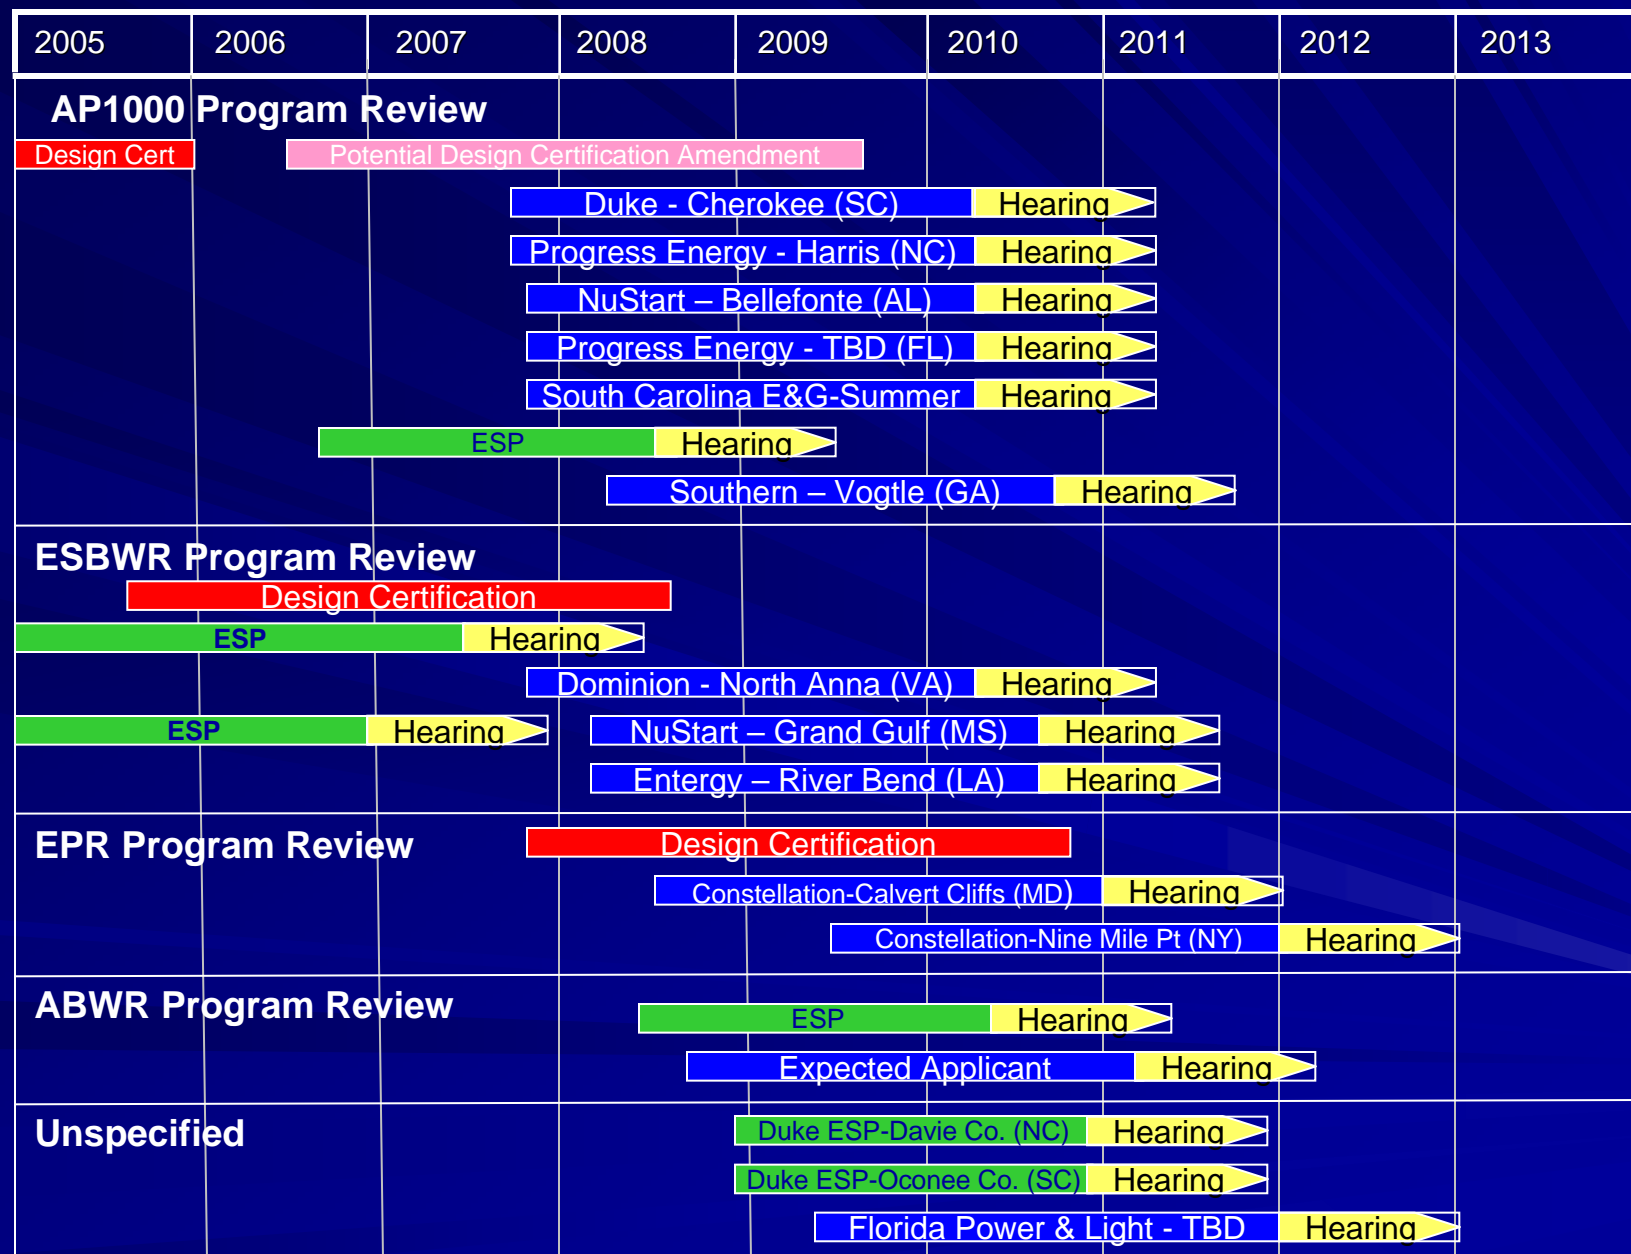 2005 2006 2007 2008 2009 2010 2011 2012 2013
AP1000 Program Review
Design Cert Potential Design Certification Amendment
Duke - Cherokee (SC) Hearing
Progress Energy - Harris (NC) Hearing
NuStart – Bellefonte (AL) Hearing
Progress Energy - TBD (FL) Hearing
South Carolina E&G-Summer Hearing
ESP Hearing
Southern – Vogtle (GA) Hearing
ESBWR Program Review
Design Certification
ESP Hearing
Dominion - North Anna (VA) Hearing
ESP Hearing NuStart – Grand Gulf (MS) Hearing
Entergy – River Bend (LA) Hearing
EPR Program Review Design Certification
Constellation-Calvert Cliffs (MD) Hearing
Constellation-Nine Mile Pt (NY) Hearing
ABWR Program Review
ESP Hearing
Expected Applicant Hearing
Unspecified Duke ESP-Davie Co. (NC) Hearing
Duke ESP-Oconee Co. (SC) Hearing
Florida Power & Light - TBD Hearing